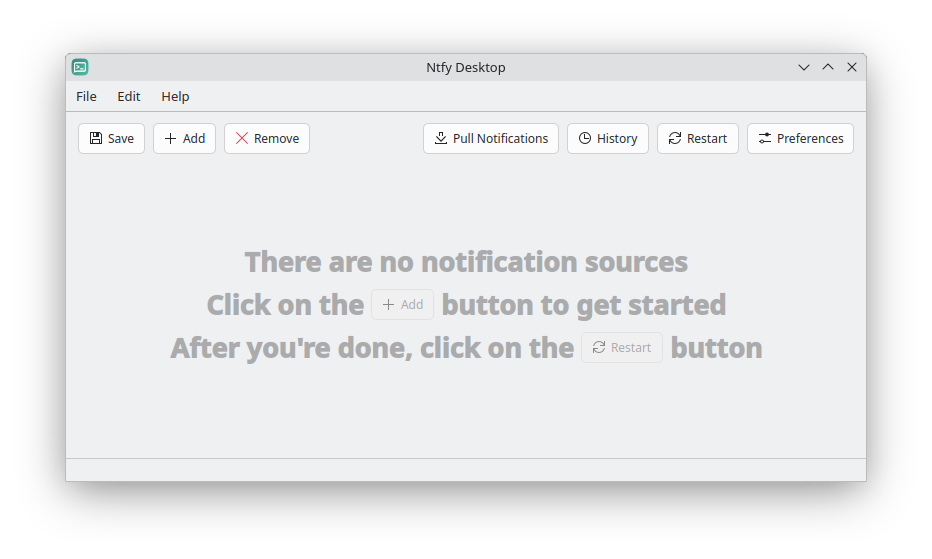 Ntfy Desktop
File Edit Help
Save Add Remove Pull Notifications History Restart Preferences
There are no notification sources
Click on the Add button to get started
After you're done, click on the Restart button